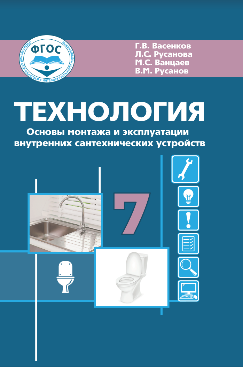 ФГОС
Г.В. Васенков
Л.С. Русанова
М.С. Ванцаев
В.М. Русанов
ТЕХНОЛОГИЯ
Основы монтажа и эксплуатации
внутренних сантехнических устройств
7